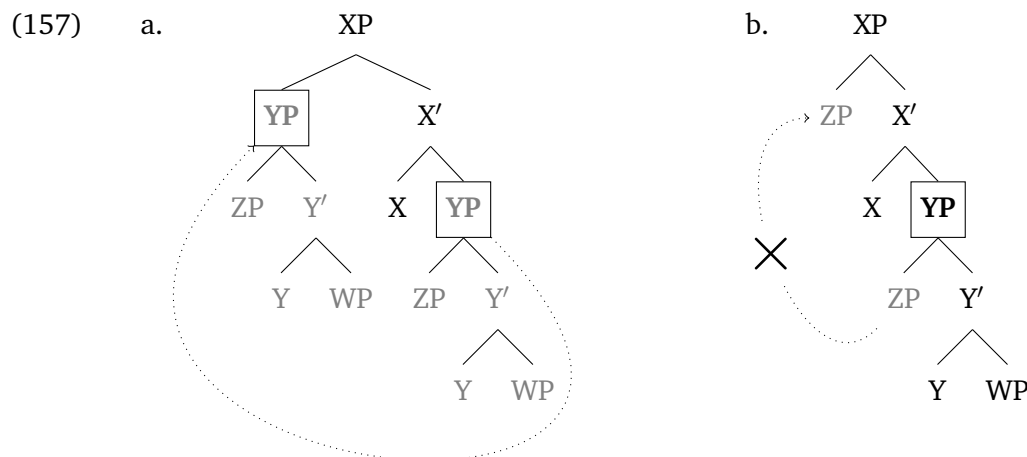 (157) a. XP b. XP
YP X′ ZP X′
ZP Y′ X YP X YP
Y WP ZP Y′ ZP Y′
Y WP Y WP